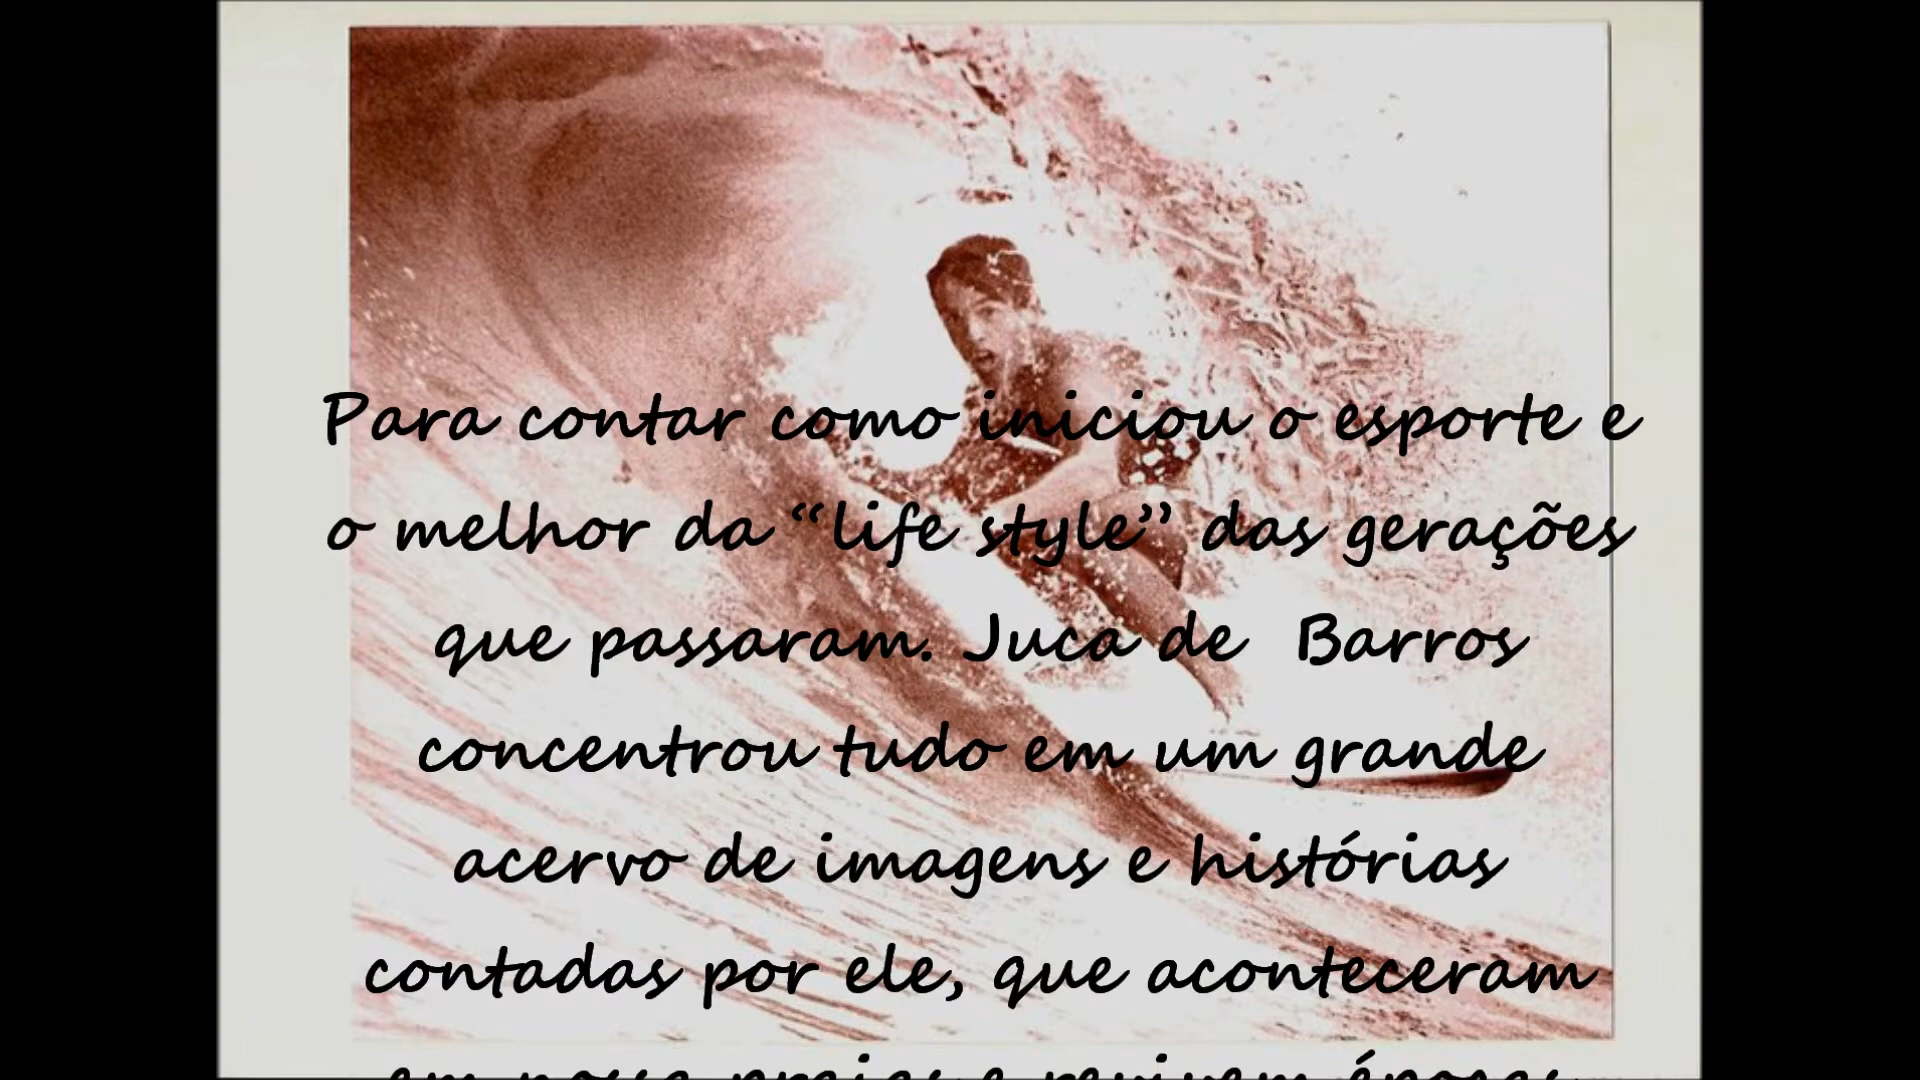 Para contar como iniciou o esporte e
o melhor da “life style” das gerações
que passaram. Juca de Barros
concentrou tudo em um grande
acervo de imagens e histórias
contadas por ele, que aconteceram